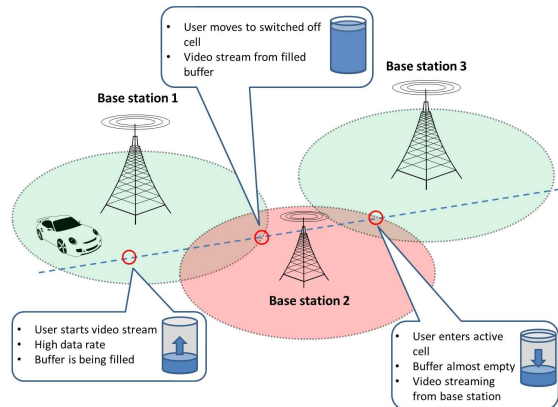 • User moves to switched off
cell
• Video stream from filled
buffer
Base station 1
Base station 3
Base station 2
• User starts video stream
• High data rate
• Buffer is being filled
• User enters active
cell
• Buffer almost empty
• Video streaming
from base station